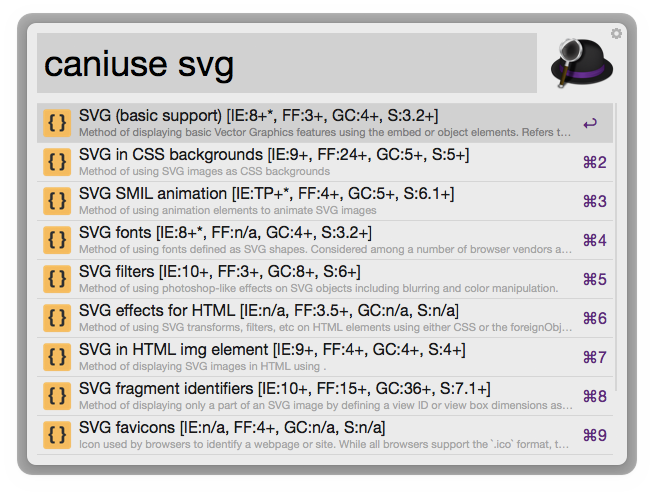 caniuse svg
{ } SVG (basic support) [IE:8+*, FF:3+, GC:4+, S:3.2+] ↩
Method of displaying basic Vector Graphics features using the embed or object elements. Refers t…
{ } SVG in CSS backgrounds [IE:9+, FF:24+, GC:5+, S:5+] ⌘2
Method of using SVG images as CSS backgrounds
{ } SVG SMIL animation [IE:TP+*, FF:4+, GC:5+, S:6.1+] ⌘3
Method of using animation elements to animate SVG images
{ } SVG fonts [IE:8+*, FF:n/a, GC:4+, S:3.2+] ⌘4
Method of using fonts defined as SVG shapes. Considered among a number of browser vendors a…
{ } SVG filters [IE:10+, FF:3+, GC:8+, S:6+] ⌘5
Method of using photoshop-like effects on SVG objects including blurring and color manipulation.
{ } SVG effects for HTML [IE:n/a, FF:3.5+, GC:n/a, S:n/a] ⌘6
Method of using SVG transforms, filters, etc on HTML elements using either CSS or the foreignObj…
{ } SVG in HTML img element [IE:9+, FF:4+, GC:4+, S:4+] ⌘7
Method of displaying SVG images in HTML using .
{ } SVG fragment identifiers [IE:10+, FF:15+, GC:36+, S:7.1+] ⌘8
Method of displaying only a part of an SVG image by defining a view ID or view box dimensions as…
{ } SVG favicons [IE:n/a, FF:4+, GC:n/a, S:n/a] ⌘9
Icon used by browsers to identify a webpage or site. While all browsers support the `.ico` format, t…